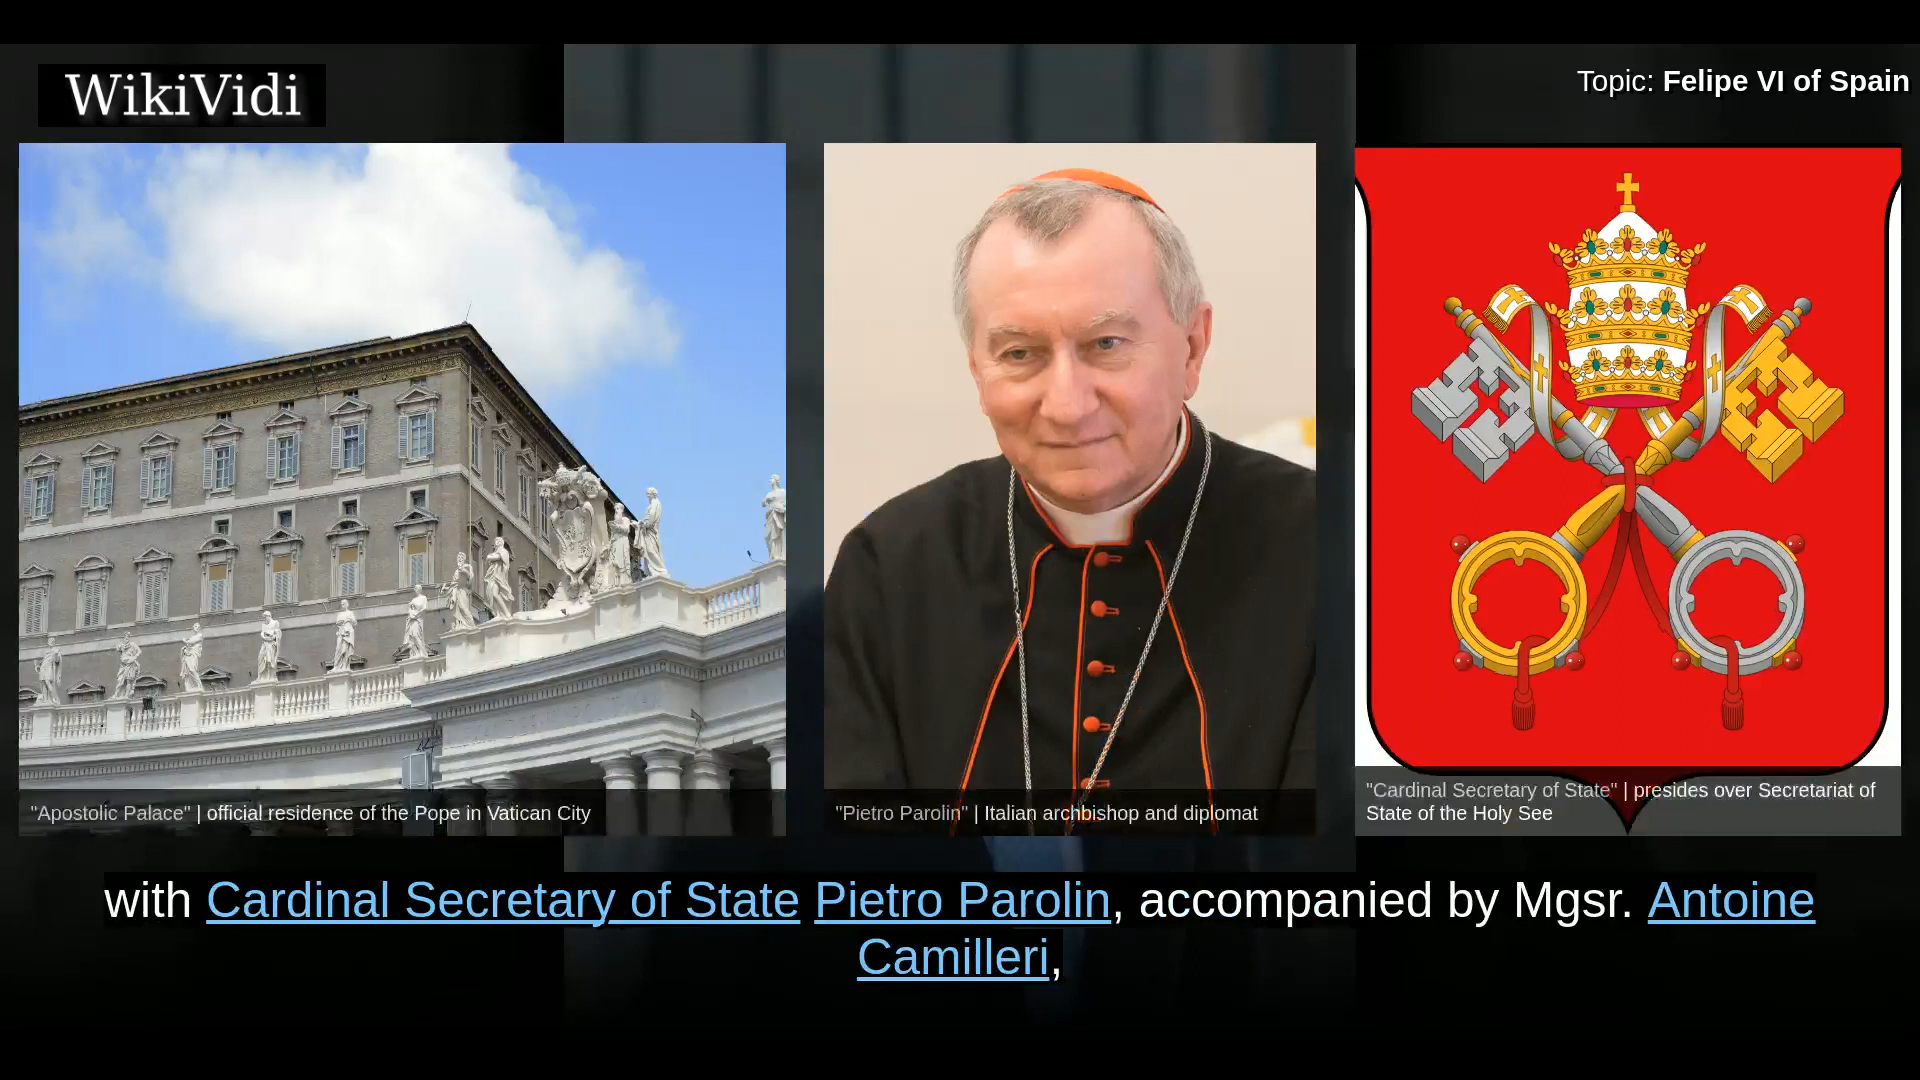 WikiVidi
Topic: Felipe VI of Spain
"Apostolic Palace" | official residence of the Pope in Vatican City
"Pietro Parolin" | Italian archbishop and diplomat
"Cardinal Secretary of State" | presides over Secretariat of
State of the Holy See
with Cardinal Secretary of State Pietro Parolin, accompanied by Mgsr. Antoine
Camilleri,